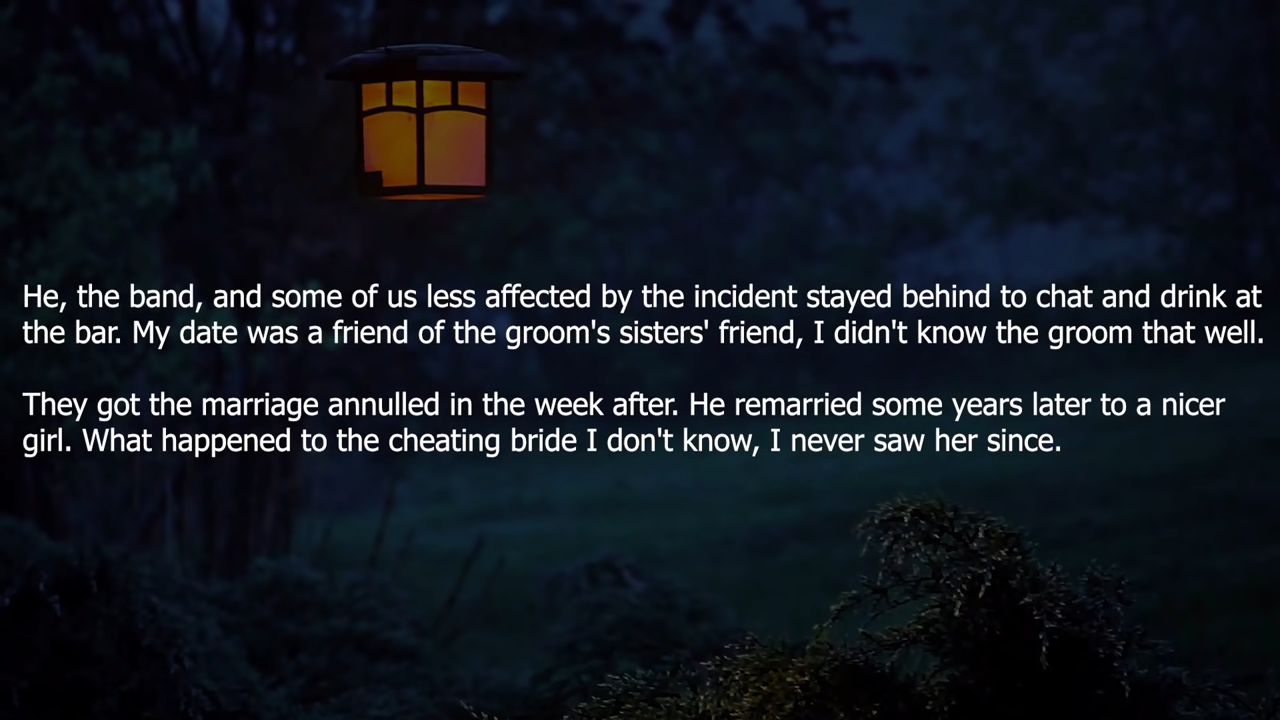 He, the band, and some of us less affected by the incident stayed behind to chat and drink at
the bar. My date was a friend of the groom's sisters' friend, I didn't know the groom that well.
They got the marriage annulled in the week after. He remarried some years later to a nicer
girl. What happened to the cheating bride I don't know, I never saw her since.